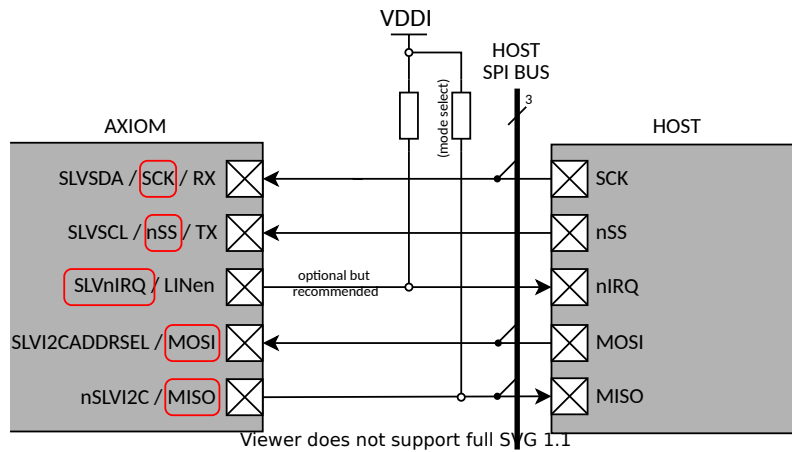 VDDI
HOST
SPI BUS
3
(mode select)
AXIOM
HOST
SLVSDA / SCK / RX
SCK
SLVSCL / nSS / TX
nSS
SLVnIRQ / LINen
optional but
recommended
nIRQ
SLVI2CADDRSEL / MOSI
MOSI
nSLVI2C / MISO
MISO
Viewer does not support full SVG 1.1